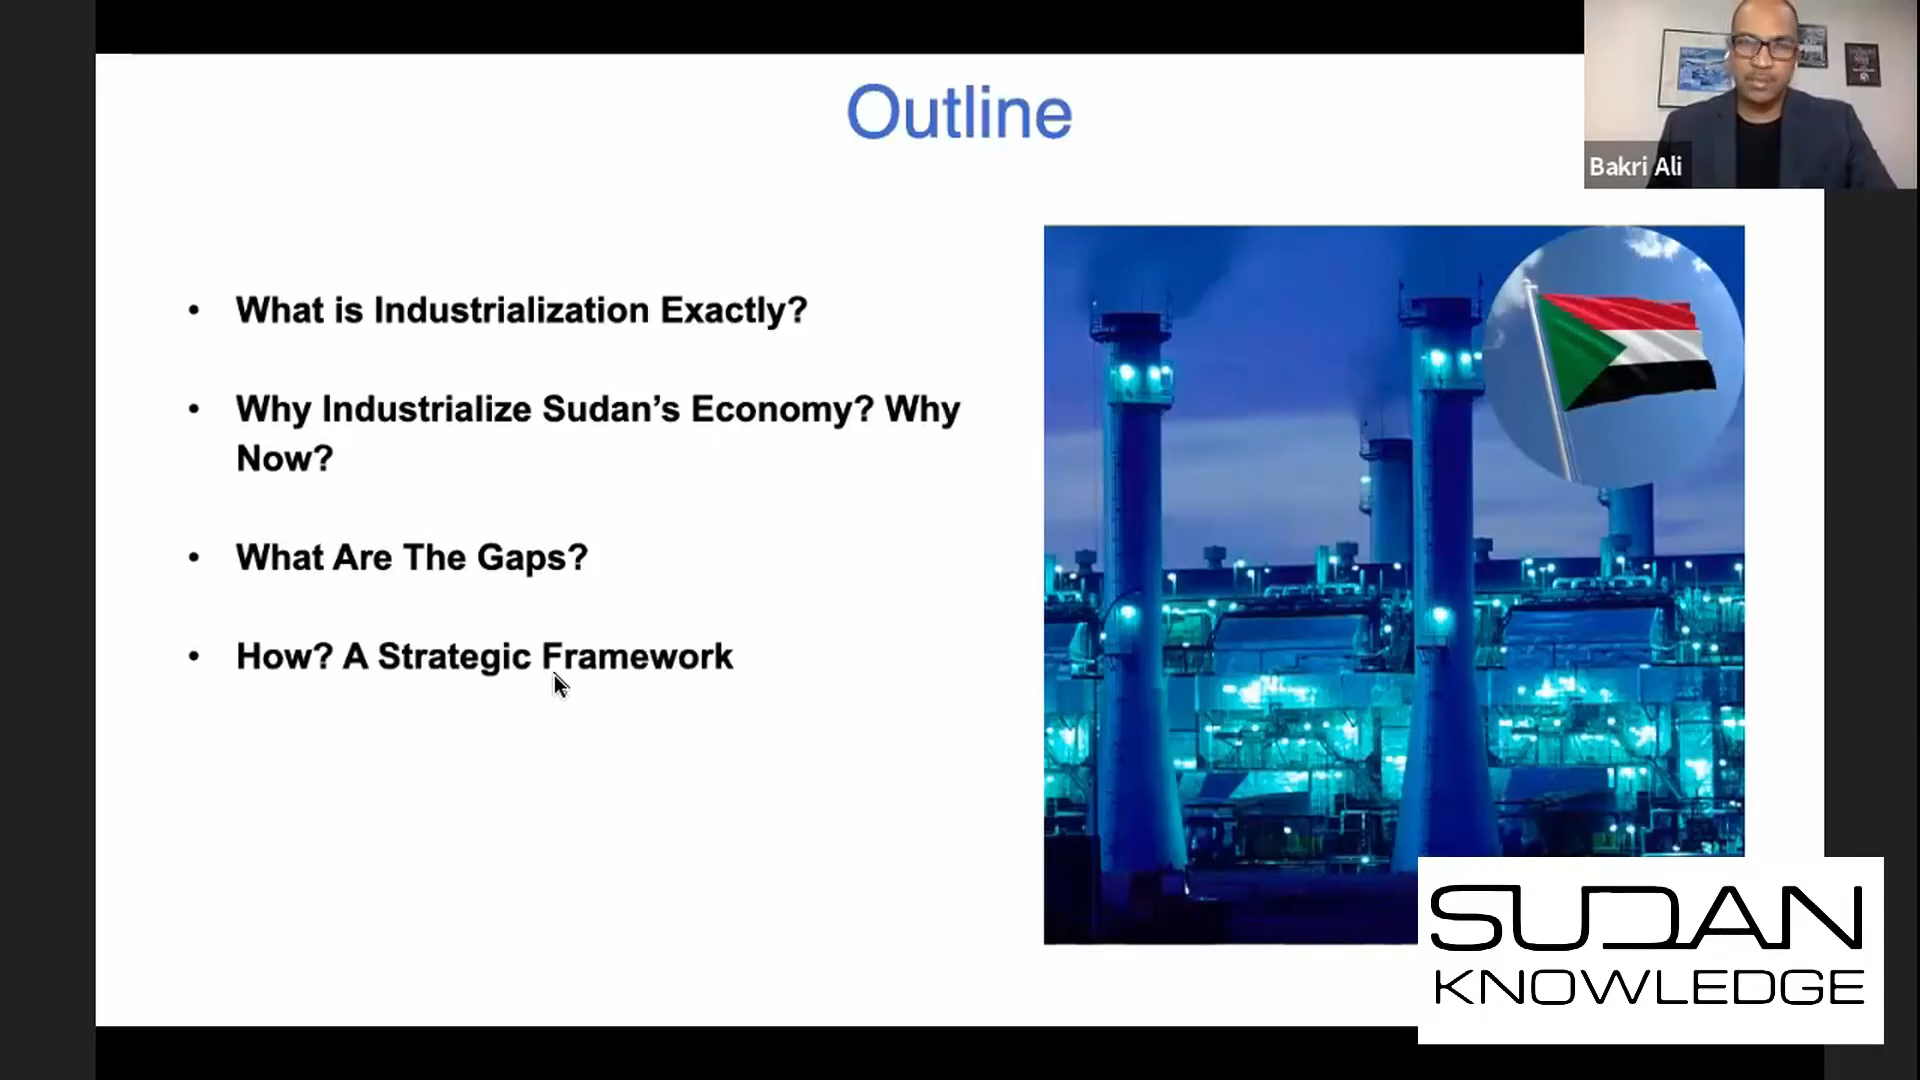 Outline
Bakri Ali
• What is Industrialization Exactly?
• Why Industrialize Sudan’s Economy? Why
Now?
• What Are The Gaps?
• How? A Strategic Framework
SUDAN
KNOWLEDGE